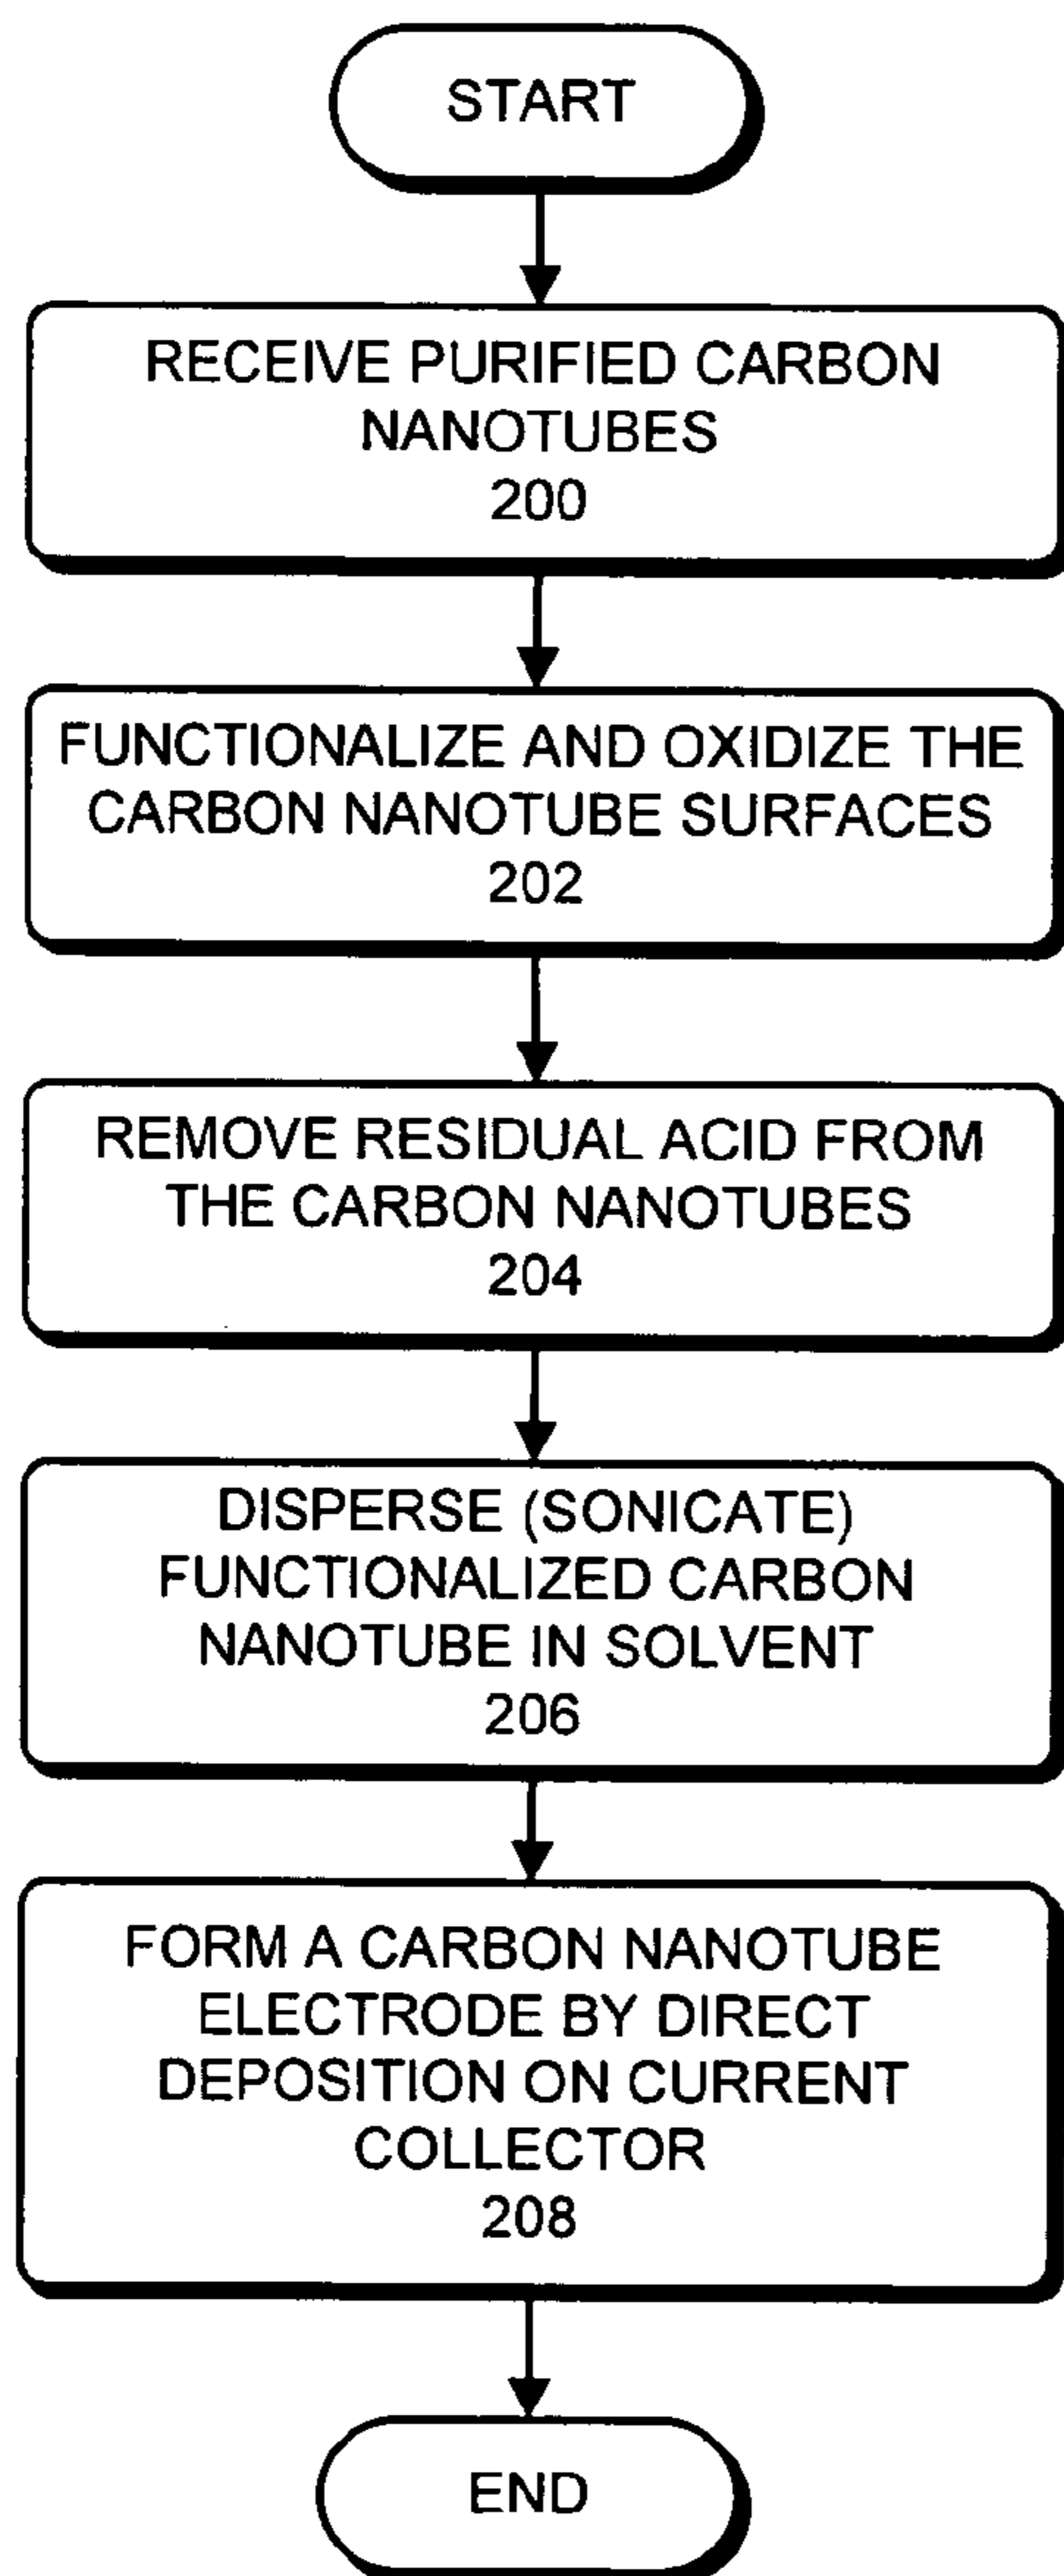 START
RECEIVE PURIFIED CARBON
NANOTUBES
200
FUNCTIONALIZE AND OXIDIZE THE
CARBON NANOTUBE SURFACES
202
REMOVE RESIDUAL ACID FROM
THE CARBON NANOTUBES
204
DISPERSE (SONICATE)
FUNCTIONALIZED CARBON
NANOTUBE IN SOLVENT
206
FORM A CARBON NANOTUBE
ELECTRODE BY DIRECT
DEPOSITION ON CURRENT
COLLECTOR
208
END